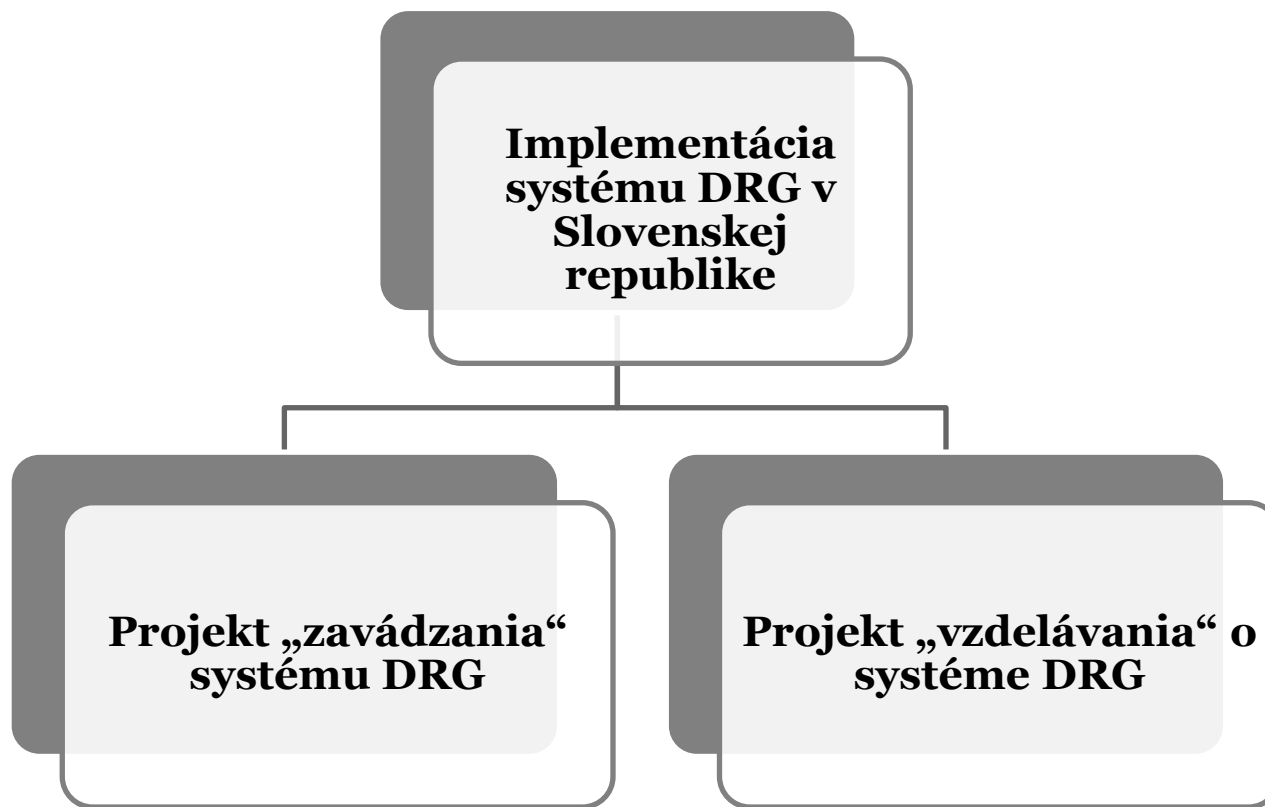 Implementácia
systému DRG v
Slovenskej
republike
Projekt „zavádzania“
systému DRG
Projekt „vzdelávania“ o
systéme DRG